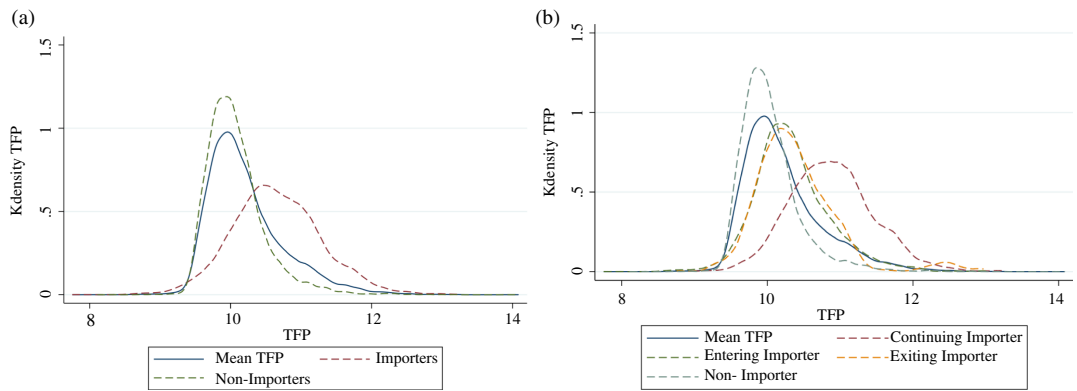 (a)
Kdensity TFP
1.5
1
.5
0
8
10
12
14
TFP
Mean TFP
Importers
Non-Importers
(b)
Kdensity TFP
1.5
1
.5
0
8
10
12
14
TFP
Mean TFP
Continuing Importer
Entering Importer
Exiting Importer
Non- Importer